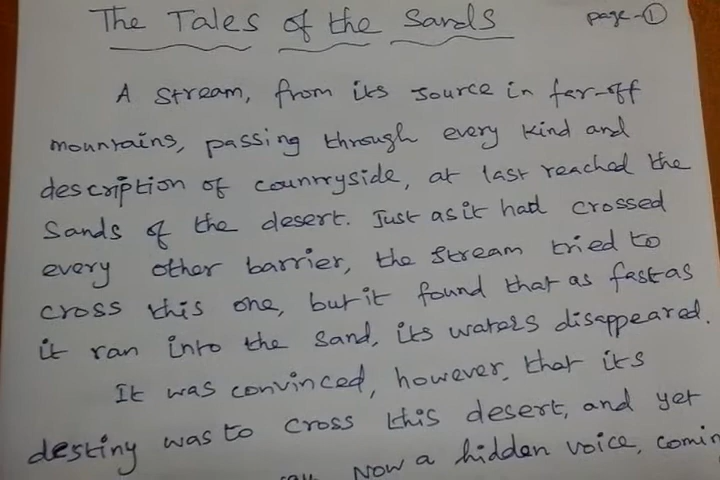 The Tales of the Sands
page-①
A stream, from its source in far-off
mountains, passing through every kind and
description of countryside, at last reached the
Sands of the desert. Just as it had crossed
every other barrier, the stream tried to
cross this one, but it found that as fast as
it ran into the sand, its waters disappeared.
It was convinced, however, that its
destiny was to cross this desert, and yet
Now a hidden voice, comin